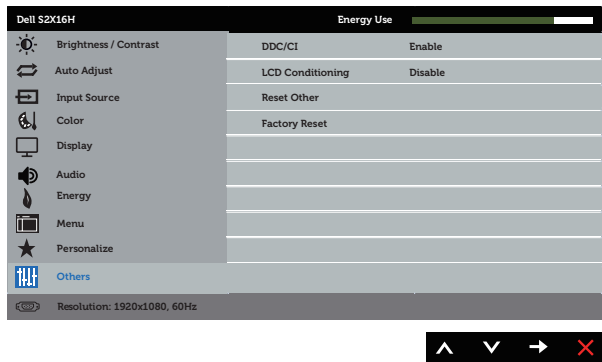 Dell S2X16H Energy Use
Brightness / Contrast DDC/CI Enable
Auto Adjust LCD Conditioning Disable
Input Source Reset Other
Color Factory Reset
Display
Audio
Energy
Menu
Personalize
Others
Resolution: 1920x1080, 60Hz